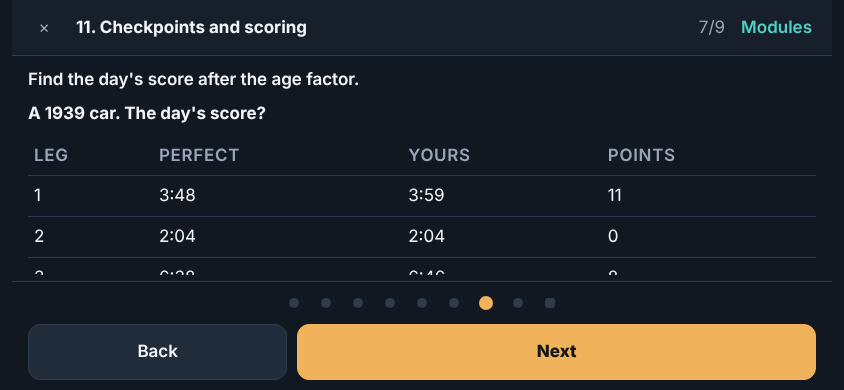 × 11. Checkpoints and scoring 7/9 Modules
Find the day's score after the age factor.
A 1939 car. The day's score?
LEG PERFECT YOURS POINTS
1 3:48 3:59 11
2 2:04 2:04 0
Back Next